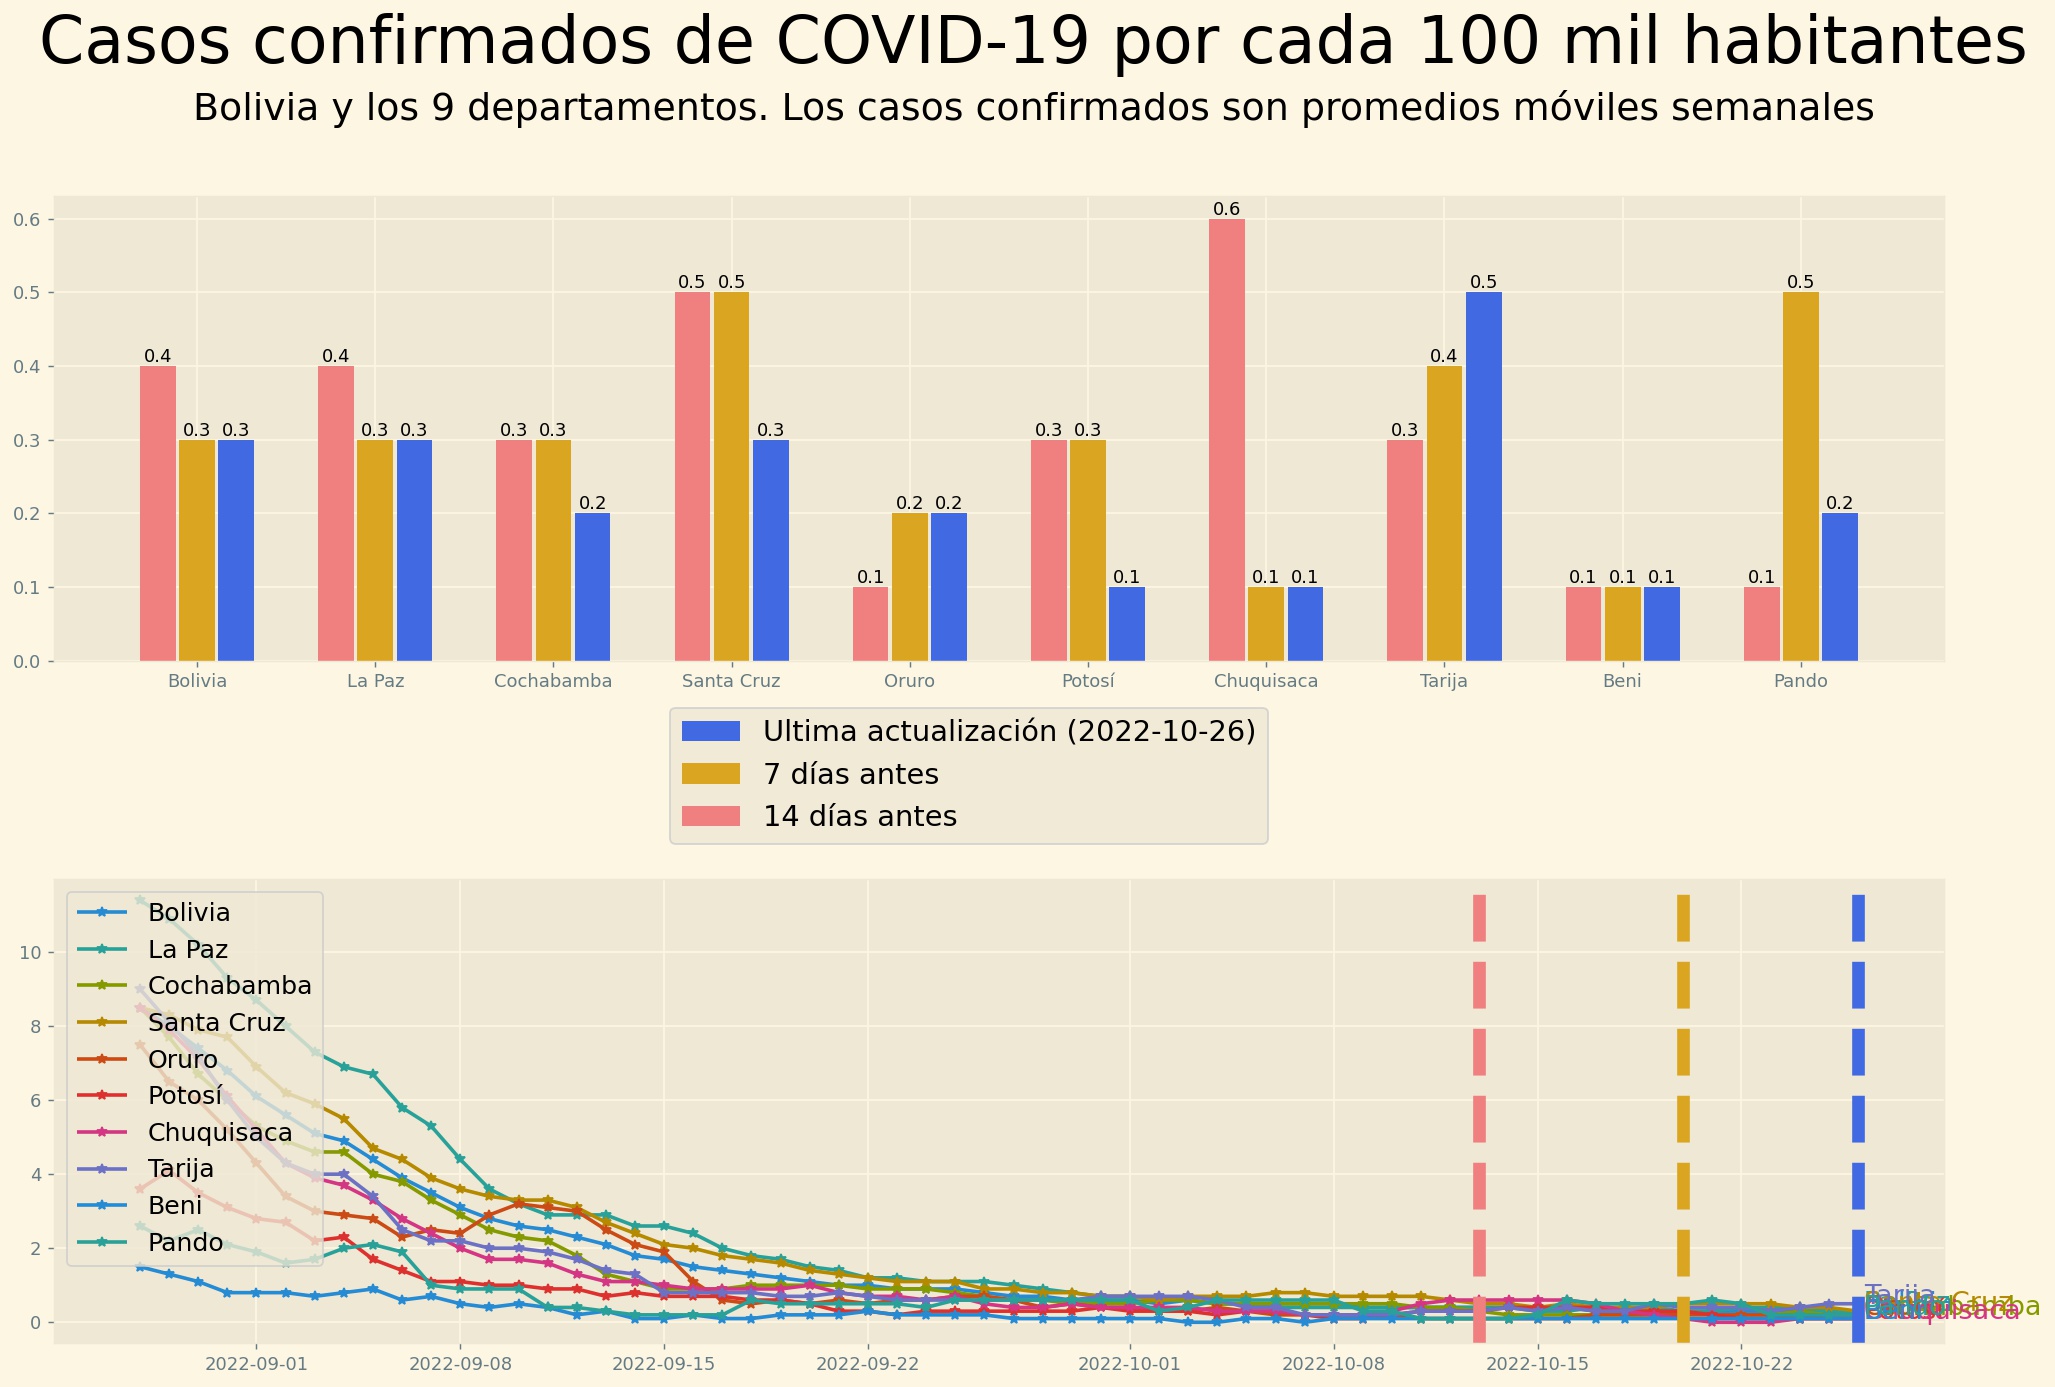 Casos confirmados de COVID-19 por cada 100 mil habitantes
Bolivia y los 9 departamentos. Los casos confirmados son promedios móviles semanales
0.6
0.5
0.4
0.3
0.2
0.1
0.0
0.4 0.3 0.3
0.4 0.3 0.3
0.3 0.3 0.2
0.5 0.5 0.3
0.1 0.2 0.2
0.3 0.3 0.1
0.6 0.1 0.1
0.3 0.4 0.5
0.1 0.1 0.1
0.1 0.5 0.2
Bolivia La Paz Cochabamba Santa Cruz Oruro Potosí Chuquisaca Tarija Beni Pando
Ultima actualización (2022-10-26)
7 días antes
14 días antes
Bolivia
La Paz
Cochabamba
Santa Cruz
Oruro
Potosí
Chuquisaca
Tarija
Beni
Pando
10
8
6
4
2
0
Tarija
2022-09-01 2022-09-08 2022-09-15 2022-09-22 2022-10-01 2022-10-08 2022-10-15 2022-10-22